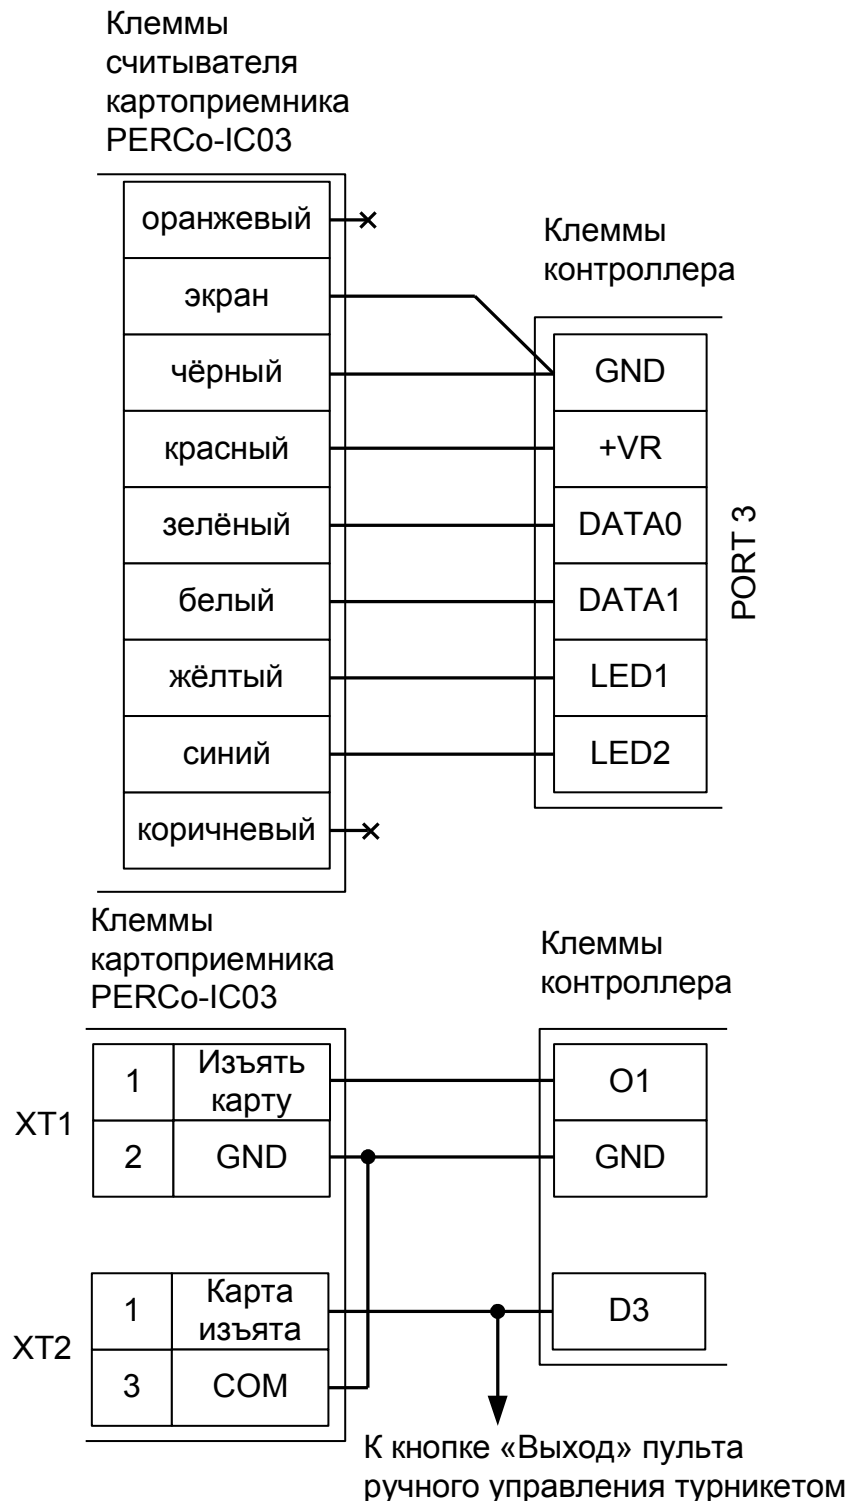 Клеммы
считывателя
картоприемника
PERCo-IC03
оранжевый
экран
чёрный
красный
зелёный
белый
жёлтый
синий
коричневый
Клеммы
контроллера
GND
+VR
DATA0
DATA1
LED1
LED2
PORT 3
Клеммы
картоприемника
PERCo-IC03
Клеммы
контроллера
XT1
1
Изъять
карту
2
GND
O1
GND
XT2
1
Карта
изъята
3
COM
D3
К кнопке «Выход» пульта
ручного управления турникетом